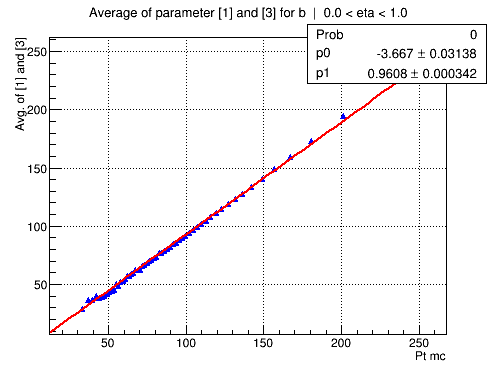 Average of parameter [1] and [3] for b | 0.0 < eta < 1.0
Prob 0
p0 -3.667 ± 0.03138
p1 0.9608 ± 0.000342
Avg. of [1] and [3]
250
200
150
100
50
50 100 150 200 250
Pt mc